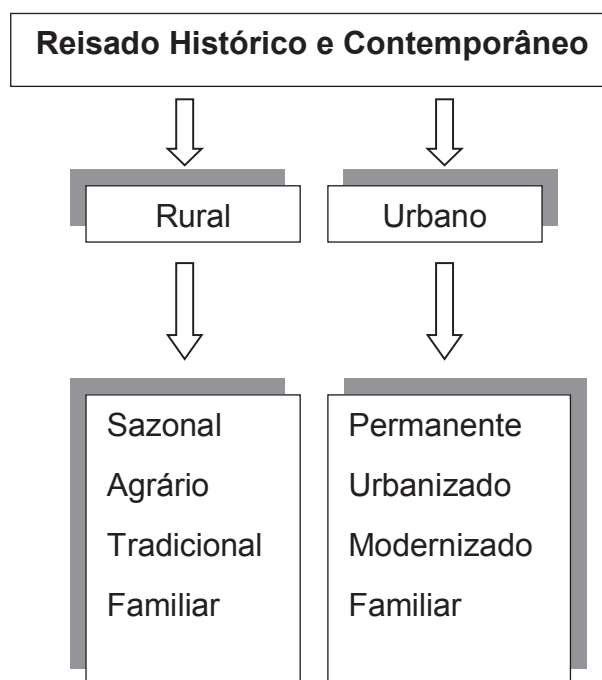 Reisado Histórico e Contemporâneo
Rural
Urbano
Sazonal
Agrário
Tradicional
Familiar
Permanente
Urbanizado
Modernizado
Familiar